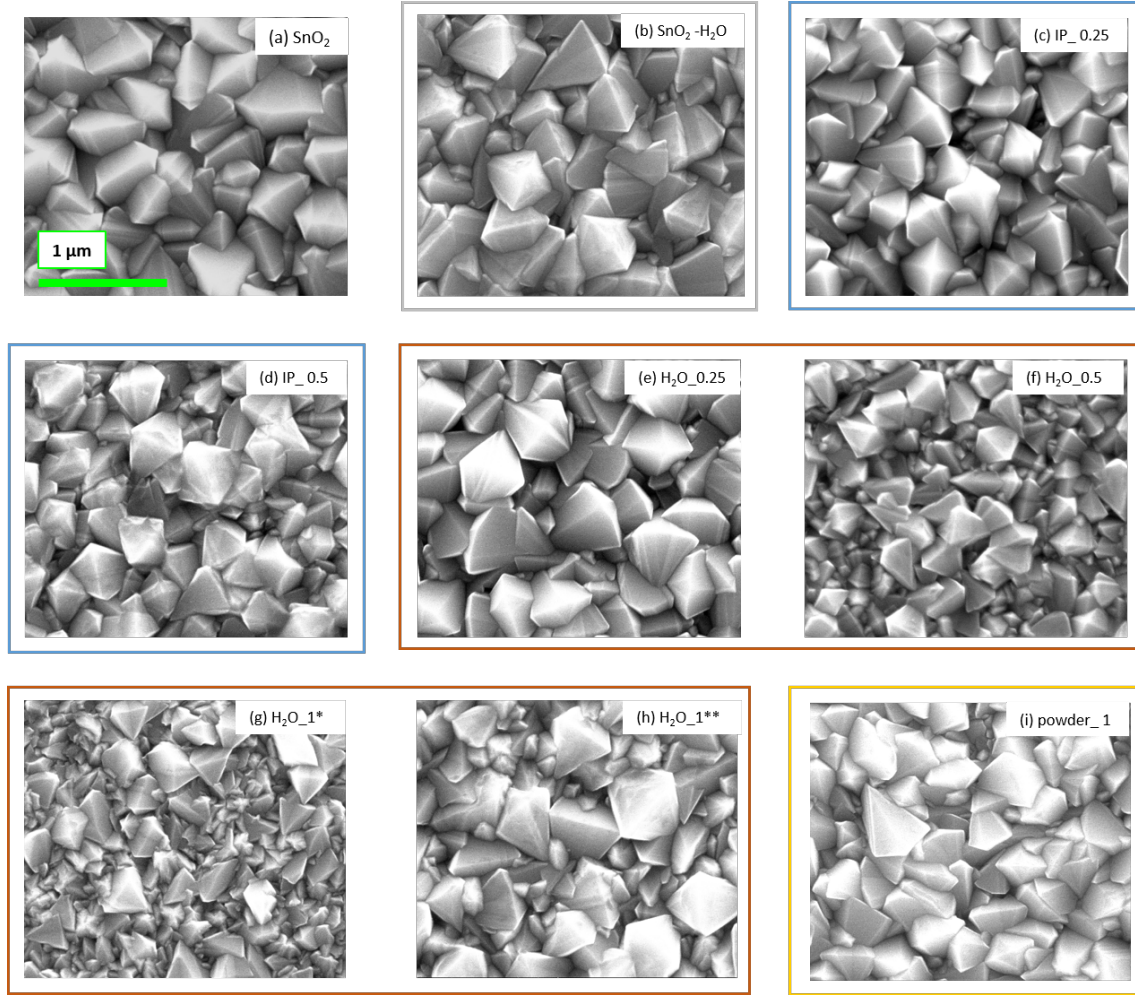 (a) SnO₂
(b) SnO₂ -H₂O
(c) IP_ 0.25
1 µm
(d) IP_ 0.5
(e) H₂O_0.25
(f) H₂O_0.5
(g) H₂O_1*
(h) H₂O_1**
(i) powder_ 1